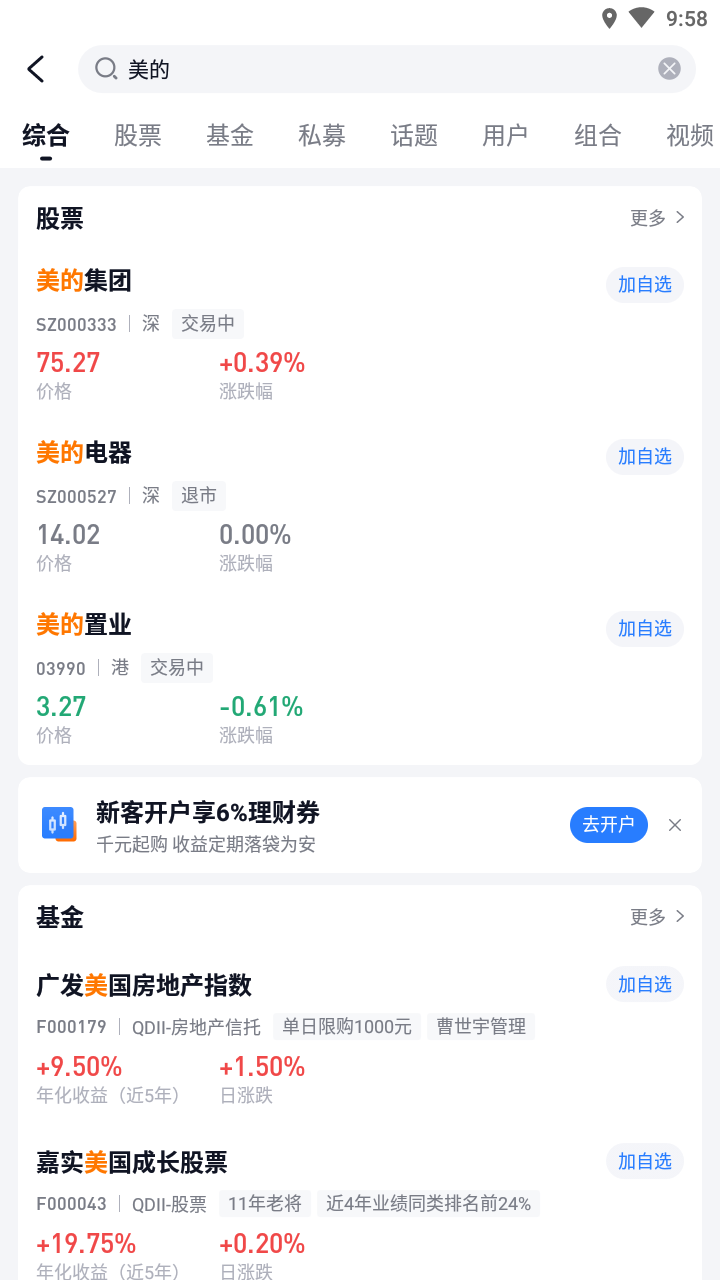 9:58
美的
综合 股票 基金 私募 话题 用户 组合 视频
股票 更多
美的集团 加自选
SZ000333 深 交易中
75.27 +0.39%
价格 涨跌幅
美的电器 加自选
SZ000527 深 退市
14.02 0.00%
价格 涨跌幅
美的置业 加自选
03990 港 交易中
3.27 -0.61%
价格 涨跌幅
新客开户享6%理财券
千元起购 收益定期落袋为安 去开户
基金 更多
广发美国房地产指数 加自选
F000179 QDII-房地产信托 单日限购1000元 曹世宇管理
+9.50% +1.50%
年化收益（近5年） 日涨跌
嘉实美国成长股票 加自选
F000043 QDII-股票 11年老将 近4年业绩同类排名前24%
+19.75% +0.20%
年化收益（近5年） 日涨跌